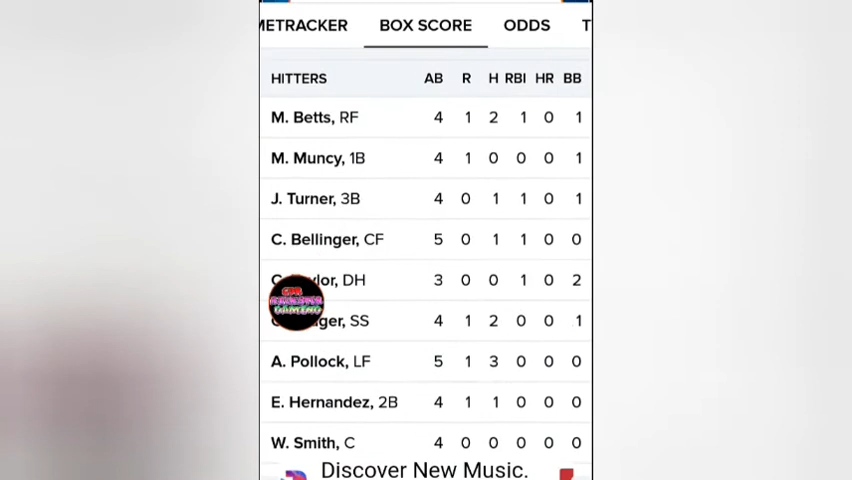 METRACKER BOX SCORE ODDS T
HITTERS AB R H RBI HR BB
M. Betts, RF 4 1 2 1 0 1
M. Muncy, 1B 4 1 0 0 0 1
J. Turner, 3B 4 0 1 1 0 1
C. Bellinger, CF 5 0 1 1 0 0
DH 3 0 0 1 0 2
SS 4 1 2 0 0 1
A. Pollock, LF 5 1 3 0 0 0
E. Hernandez, 2B 4 1 1 0 0 0
W. Smith, C 4 0 0 0 0 0
GAMING
Discover New Music.